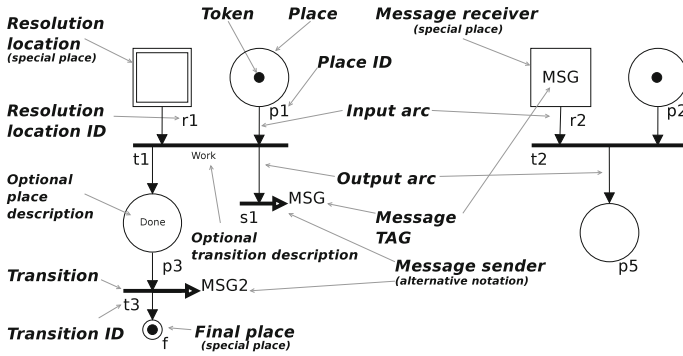 Resolution
location
(special place)
Token
Place
Message receiver
(special place)
Place ID
MSG
Resolution
location ID
r1
p1
Input arc
r2
p2
t1
Work
t2
Optional
place
description
Output arc
Done
s1
MSG
Message
TAG
Optional
transition description
p3
p5
Message sender
(alternative notation)
Transition
MSG2
t3
Transition ID
f
Final place
(special place)